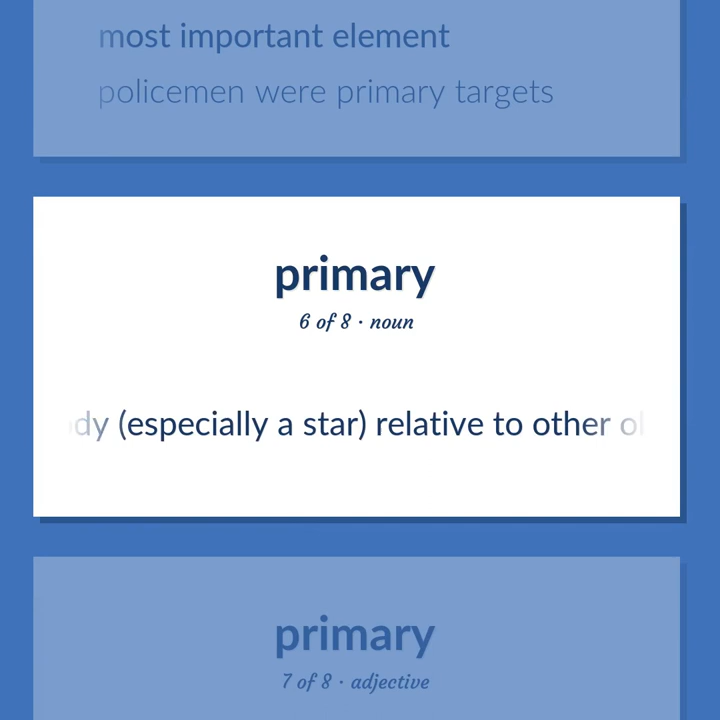 most important element
policemen were primary targets
primary
6 of 8 · noun
(especially a star) relative to other
primary
7 of 8 · adjective